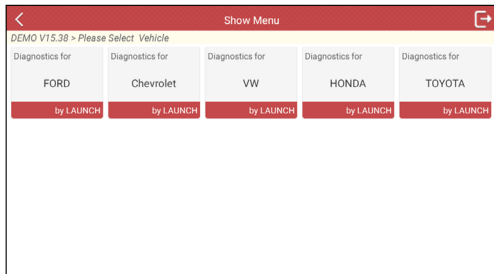 Show Menu
DEMO V15.38 > Please Select Vehicle
Diagnostics for
FORD
by LAUNCH
Diagnostics for
Chevrolet
by LAUNCH
Diagnostics for
VW
by LAUNCH
Diagnostics for
HONDA
by LAUNCH
Diagnostics for
TOYOTA
by LAUNCH